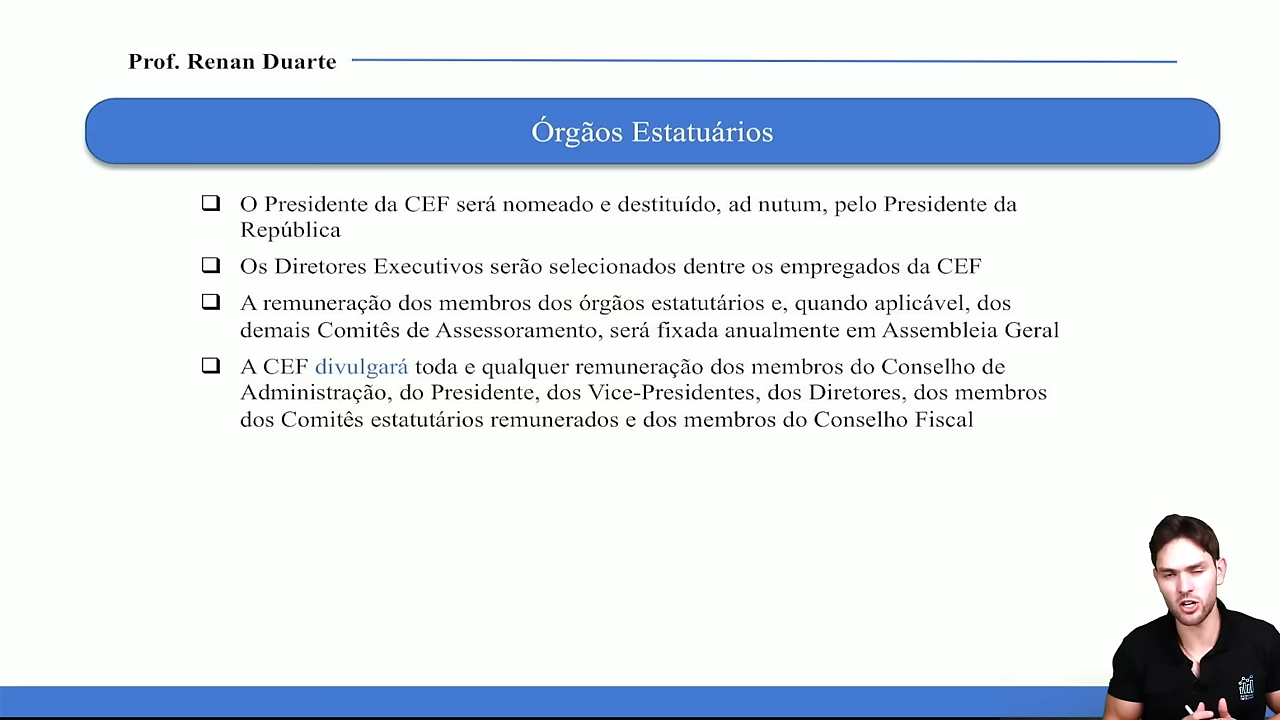 Prof. Renan Duarte
Órgãos Estatuários
O Presidente da CEF será nomeado e destituído, ad nutum, pelo Presidente da
República
Os Diretores Executivos serão selecionados dentre os empregados da CEF
A remuneração dos membros dos órgãos estatutários e, quando aplicável, dos
demais Comitês de Assessoramento, será fixada anualmente em Assembleia Geral
A CEF divulgará toda e qualquer remuneração dos membros do Conselho de
Administração, do Presidente, dos Vice-Presidentes, dos Diretores, dos membros
dos Comitês estatutários remunerados e dos membros do Conselho Fiscal